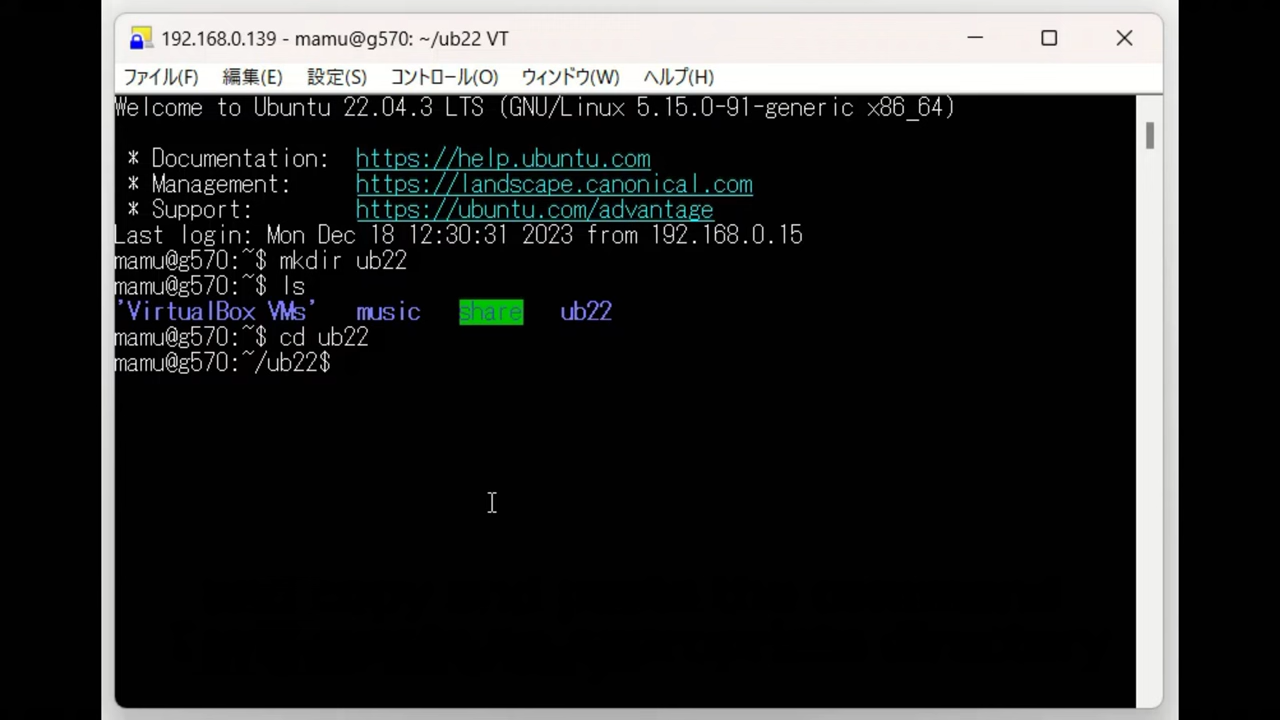 192.168.0.139 - mamu@g570: ~/ub22 VT
ファイル(F) 編集(E) 設定(S) コントロール(O) ウィンドウ(W) ヘルプ(H)
Welcome to Ubuntu 22.04.3 LTS (GNU/Linux 5.15.0-91-generic x86_64)
* Documentation: https://help.ubuntu.com
* Management: https://landscape.canonical.com
* Support: https://ubuntu.com/advantage
Last login: Mon Dec 18 12:30:31 2023 from 192.168.0.15
mamu@g570:~$ mkdir ub22
mamu@g570:~$ ls
'VirtualBox VMs' music share ub22
mamu@g570:~$ cd ub22
mamu@g570:~/ub22$